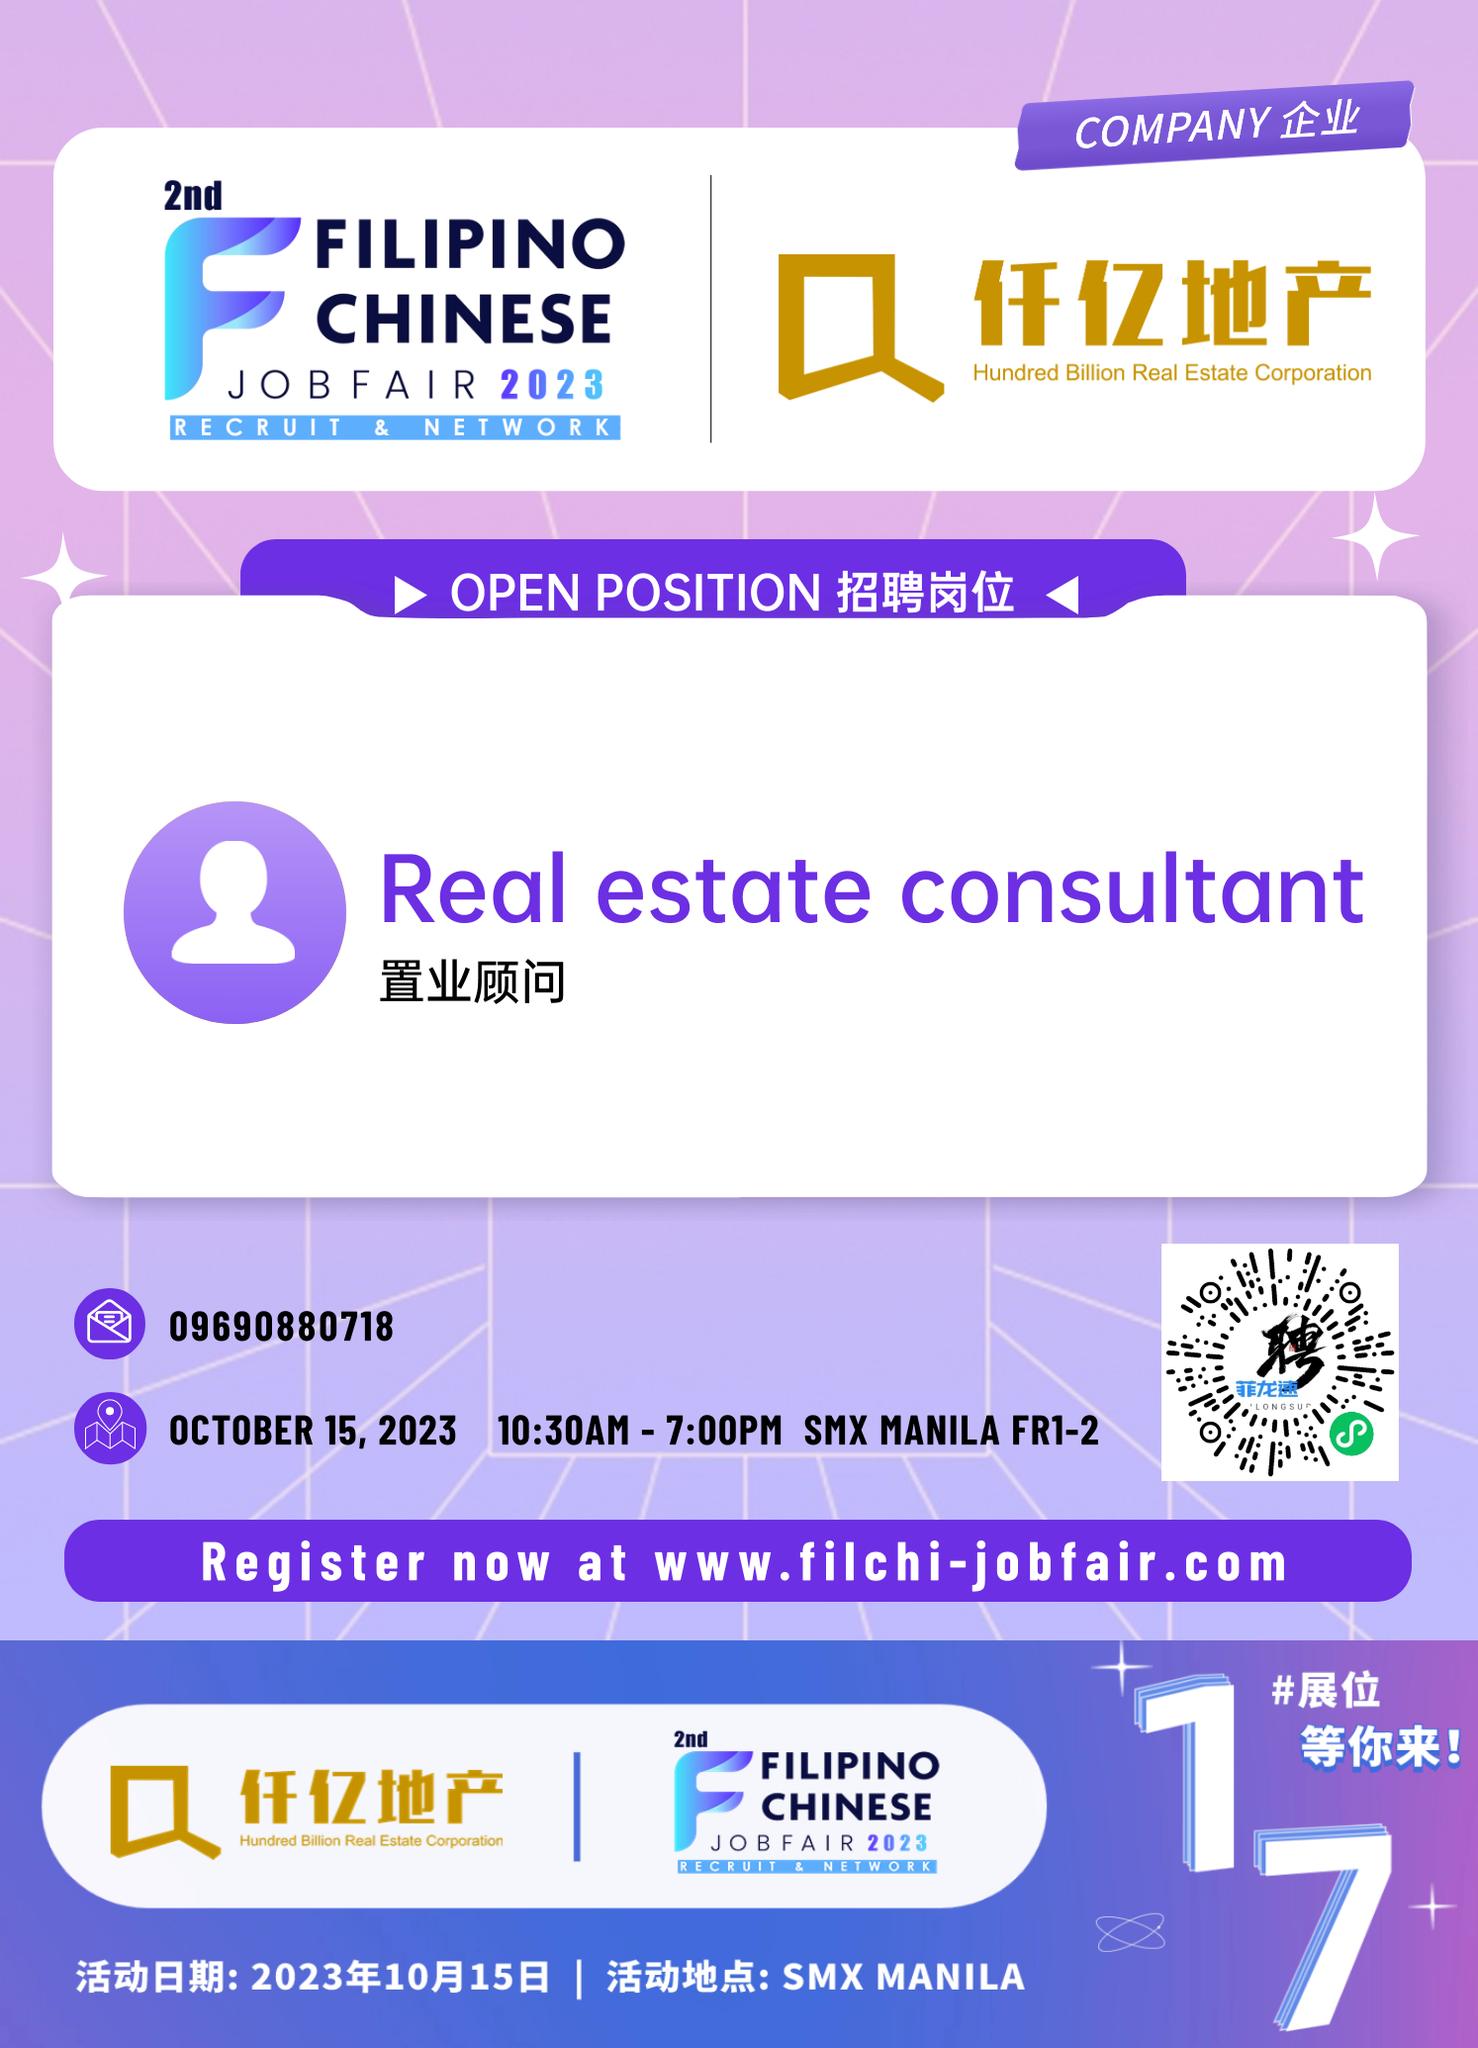 COMPANY 企业
2nd
FILIPINO
CHINESE
JOBFAIR 2023
RECRUIT & NETWORK
仟亿地产
Hundred Billion Real Estate Corporation
OPEN POSITION 招聘岗位
Real estate consultant
置业顾问
09690880718
OCTOBER 15, 2023 10:30AM - 7:00PM SMX MANILA FR1-2
聘
菲龙速
Register now at www.filchi-jobfair.com
仟亿地产
Hundred Billion Real Estate Corporation
2nd
FILIPINO
CHINESE
JOBFAIR 2023
RECRUIT & NETWORK
#展位
等你来!
17
活动日期: 2023年10月15日 | 活动地点: SMX MANILA